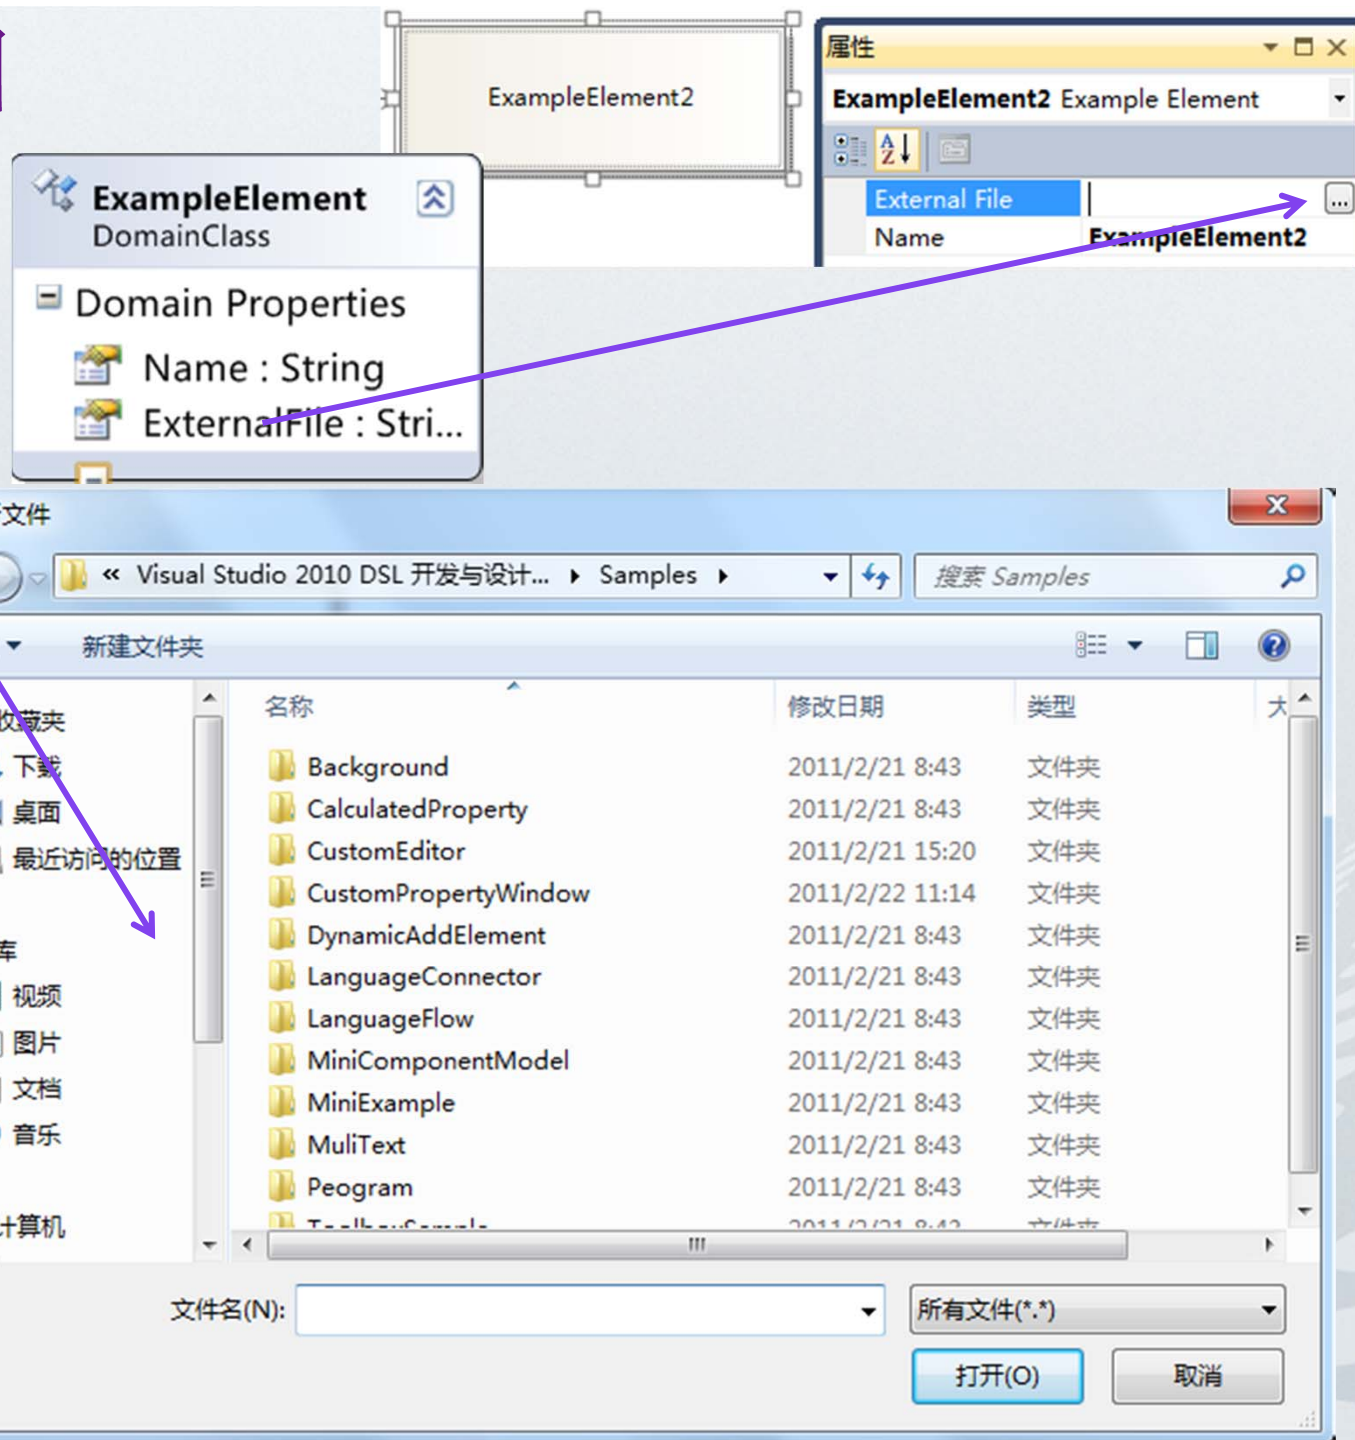 ExampleElement2
属性
ExampleElement2 Example Element
External File
Name ExampleElement2
ExampleElement
DomainClass
Domain Properties
Name : String
ExternalFile : Stri...
文件
« Visual Studio 2010 DSL 开发与设计... Samples
搜索 Samples
新建文件夹
名称 修改日期 类型 大
收藏夹
下载
桌面
最近访问的位置
库
视频
图片
文档
音乐
计算机
Background 2011/2/21 8:43 文件夹
CalculatedProperty 2011/2/21 8:43 文件夹
CustomEditor 2011/2/21 15:20 文件夹
CustomPropertyWindow 2011/2/22 11:14 文件夹
DynamicAddElement 2011/2/21 8:43 文件夹
LanguageConnector 2011/2/21 8:43 文件夹
LanguageFlow 2011/2/21 8:43 文件夹
MiniComponentModel 2011/2/21 8:43 文件夹
MiniExample 2011/2/21 8:43 文件夹
MuliText 2011/2/21 8:43 文件夹
Peogram 2011/2/21 8:43 文件夹
ToolboxSample 2011/2/21 8:43 文件夹
文件名(N):
所有文件(*.*)
打开(O) 取消